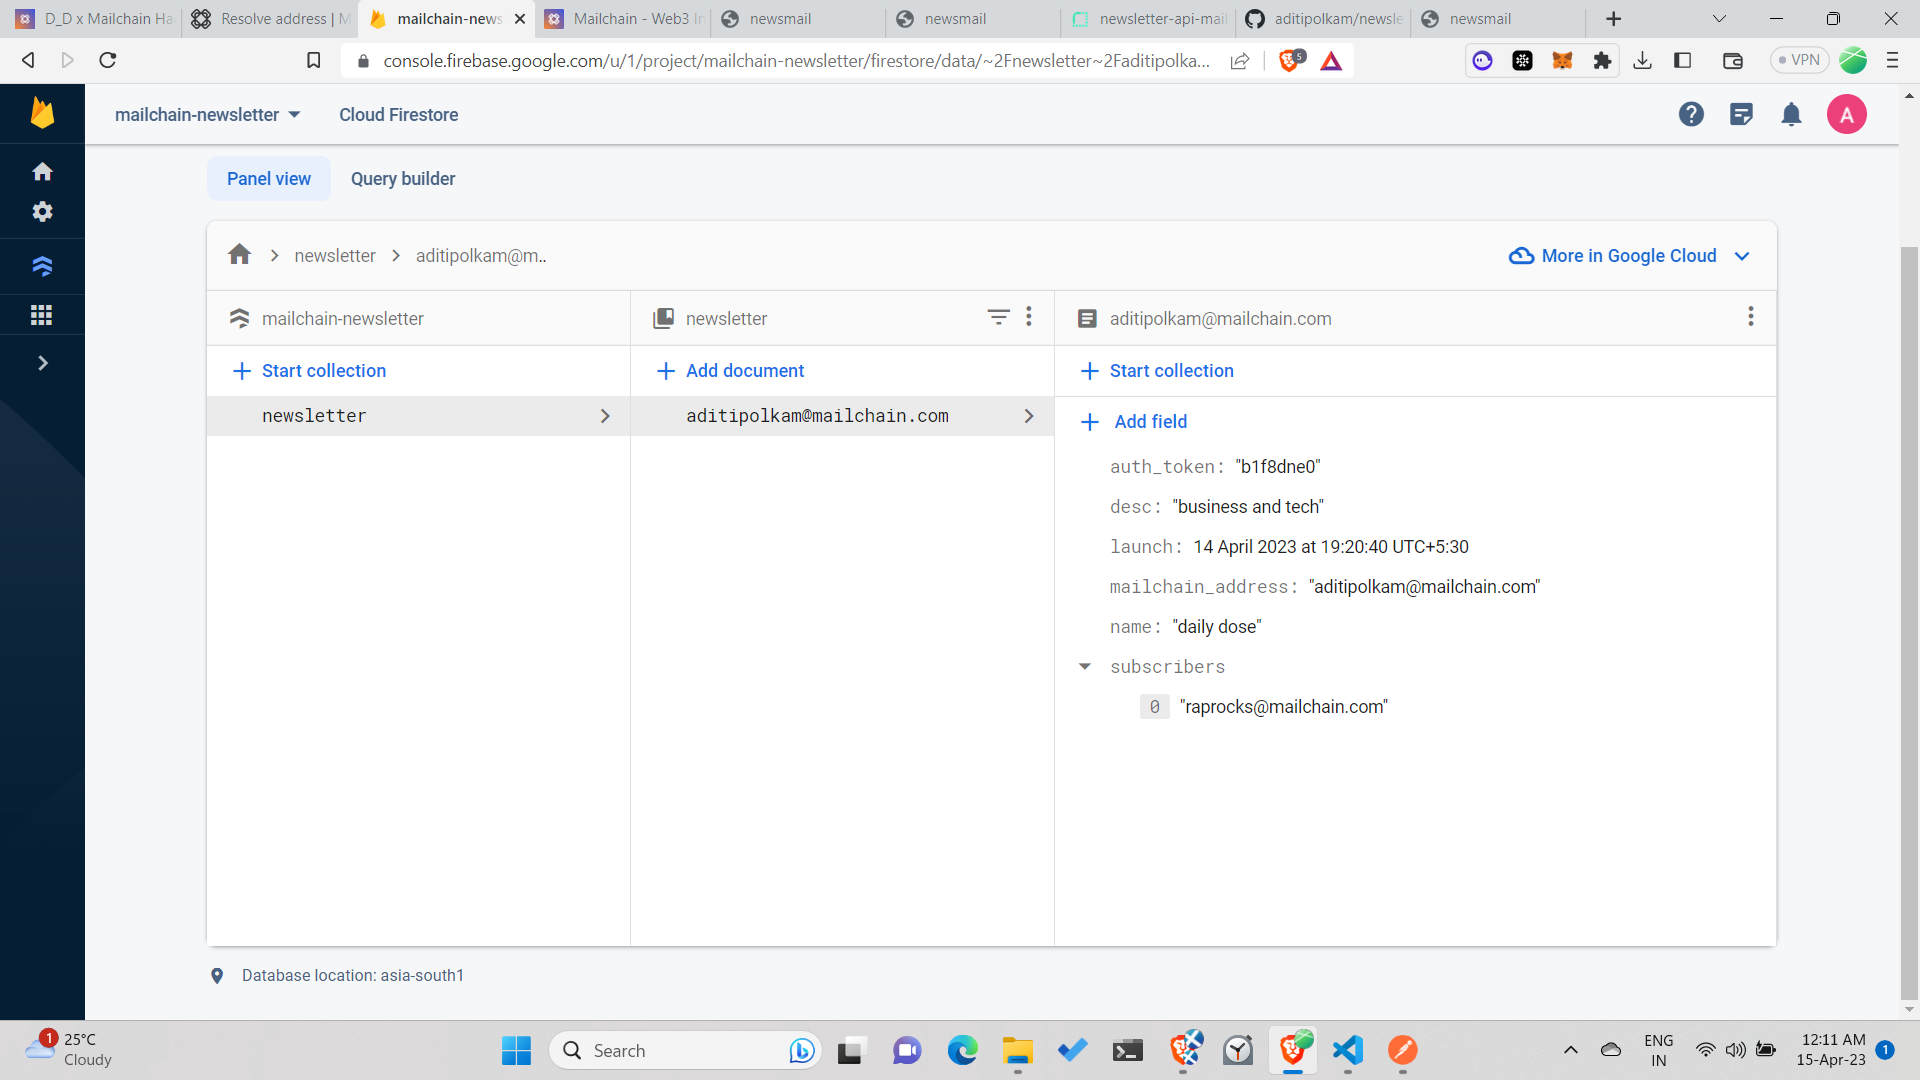 D_D x Mailchain Ha
Resolve address | M
mailchain-news
Mailchain - Web3 In
newsmail
newsmail
newsletter-api-mail
aditipolkam/newsle
newsmail
console.firebase.google.com/u/1/project/mailchain-newsletter/firestore/data/~2Fnewsletter~2Faditipolka...
5
VPN
mailchain-newsletter
Cloud Firestore
A
Panel view
Query builder
newsletter
aditipolkam@m..
More in Google Cloud
mailchain-newsletter
newsletter
aditipolkam@mailchain.com
Start collection
Add document
Start collection
newsletter
aditipolkam@mailchain.com
Add field
auth_token: "b1f8dne0"
desc: "business and tech"
launch: 14 April 2023 at 19:20:40 UTC+5:30
mailchain_address: "aditipolkam@mailchain.com"
name: "daily dose"
subscribers
0 "raprocks@mailchain.com"
Database location: asia-south1
1
25°C
Cloudy
Search
ENG
IN
12:11 AM
15-Apr-23
1